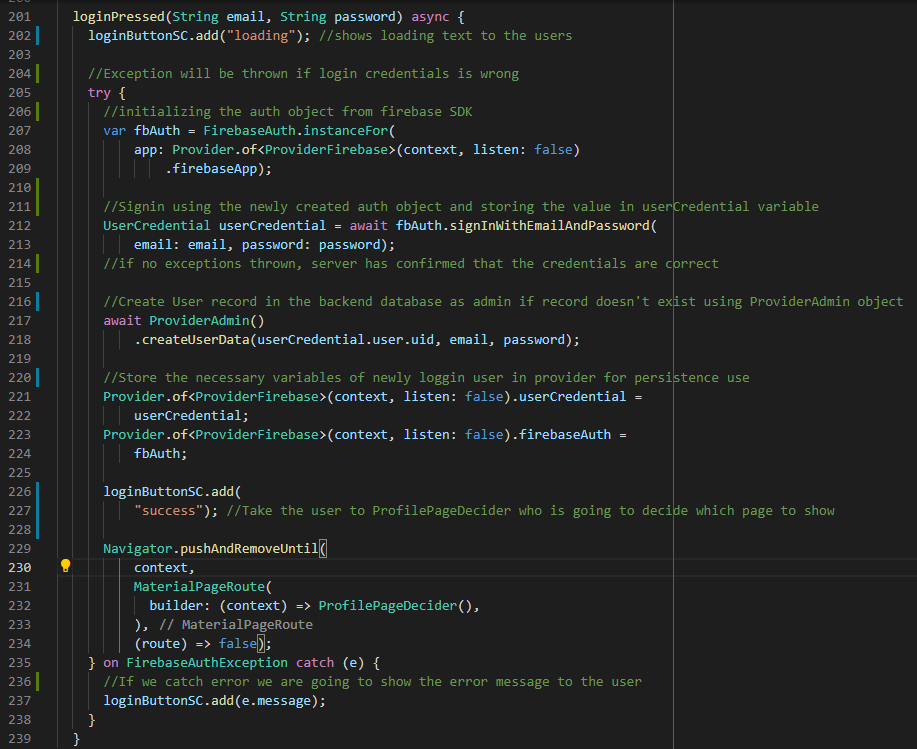 201 loginPressed(String email, String password) async {
202 loginButtonSC.add("loading"); //shows loading text to the users
203
204 //Exception will be thrown if login credentials is wrong
205 try {
206 //initializing the auth object from firebase SDK
207 var fbAuth = FirebaseAuth.instanceFor(
208 app: Provider.of<ProviderFirebase>(context, listen: false)
209 .firebaseApp);
210
211 //Signin using the newly created auth object and storing the value in userCredential variable
212 UserCredential userCredential = await fbAuth.signInWithEmailAndPassword(
213 email: email, password: password);
214 //if no exceptions thrown, server has confirmed that the credentials are correct
215
216 //Create User record in the backend database as admin if record doesn't exist using ProviderAdmin object
217 await ProviderAdmin()
218 .createUserData(userCredential.user.uid, email, password);
219
220 //Store the necessary variables of newly loggin user in provider for persistence use
221 Provider.of<ProviderFirebase>(context, listen: false).userCredential =
222 userCredential;
223 Provider.of<ProviderFirebase>(context, listen: false).firebaseAuth =
224 fbAuth;
225
226 loginButtonSC.add(
227 "success"); //Take the user to ProfilePageDecider who is going to decide which page to show
228
229 Navigator.pushAndRemoveUntil(
230 context,
231 MaterialPageRoute(
232 builder: (context) => ProfilePageDecider(),
233 ), // MaterialPageRoute
234 (route) => false);
235 } on FirebaseAuthException catch (e) {
236 //If we catch error we are going to show the error message to the user
237 loginButtonSC.add(e.message);
238 }
239 }